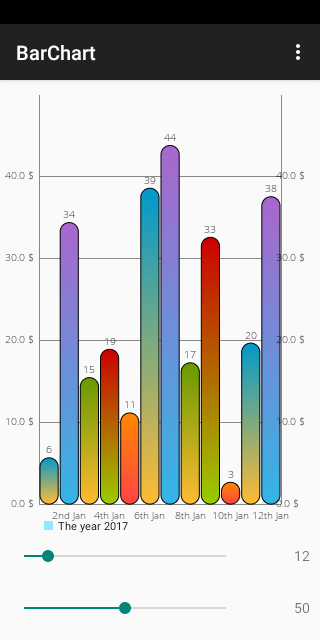 BarChart
44
39
40.0 $ 40.0 $
38
34
33
30.0 $ 30.0 $
20
19
20.0 $ 20.0 $
17
15
11
10.0 $ 10.0 $
6
3
0.0 $ 0.0 $
2nd Jan 4th Jan 6th Jan 8th Jan 10th Jan 12th Jan
The year 2017
12
50